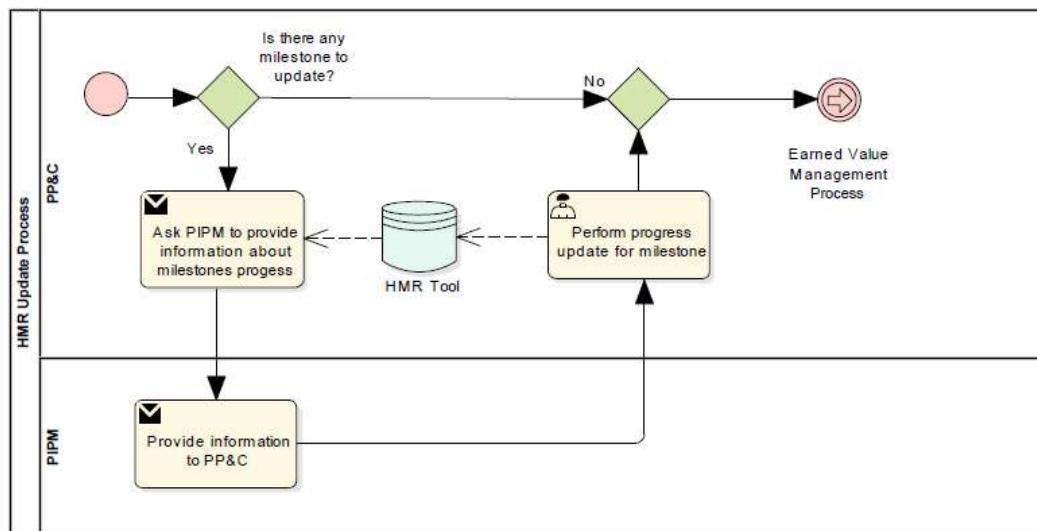 HMR Update Process
PP&C
Is there any
milestone to
update?
No
Yes
Earned Value
Management
Process
Ask PIPM to provide
information about
milestones progess
HMR Tool
Perform progress
update for milestone
PIPM
Provide information
to PP&C